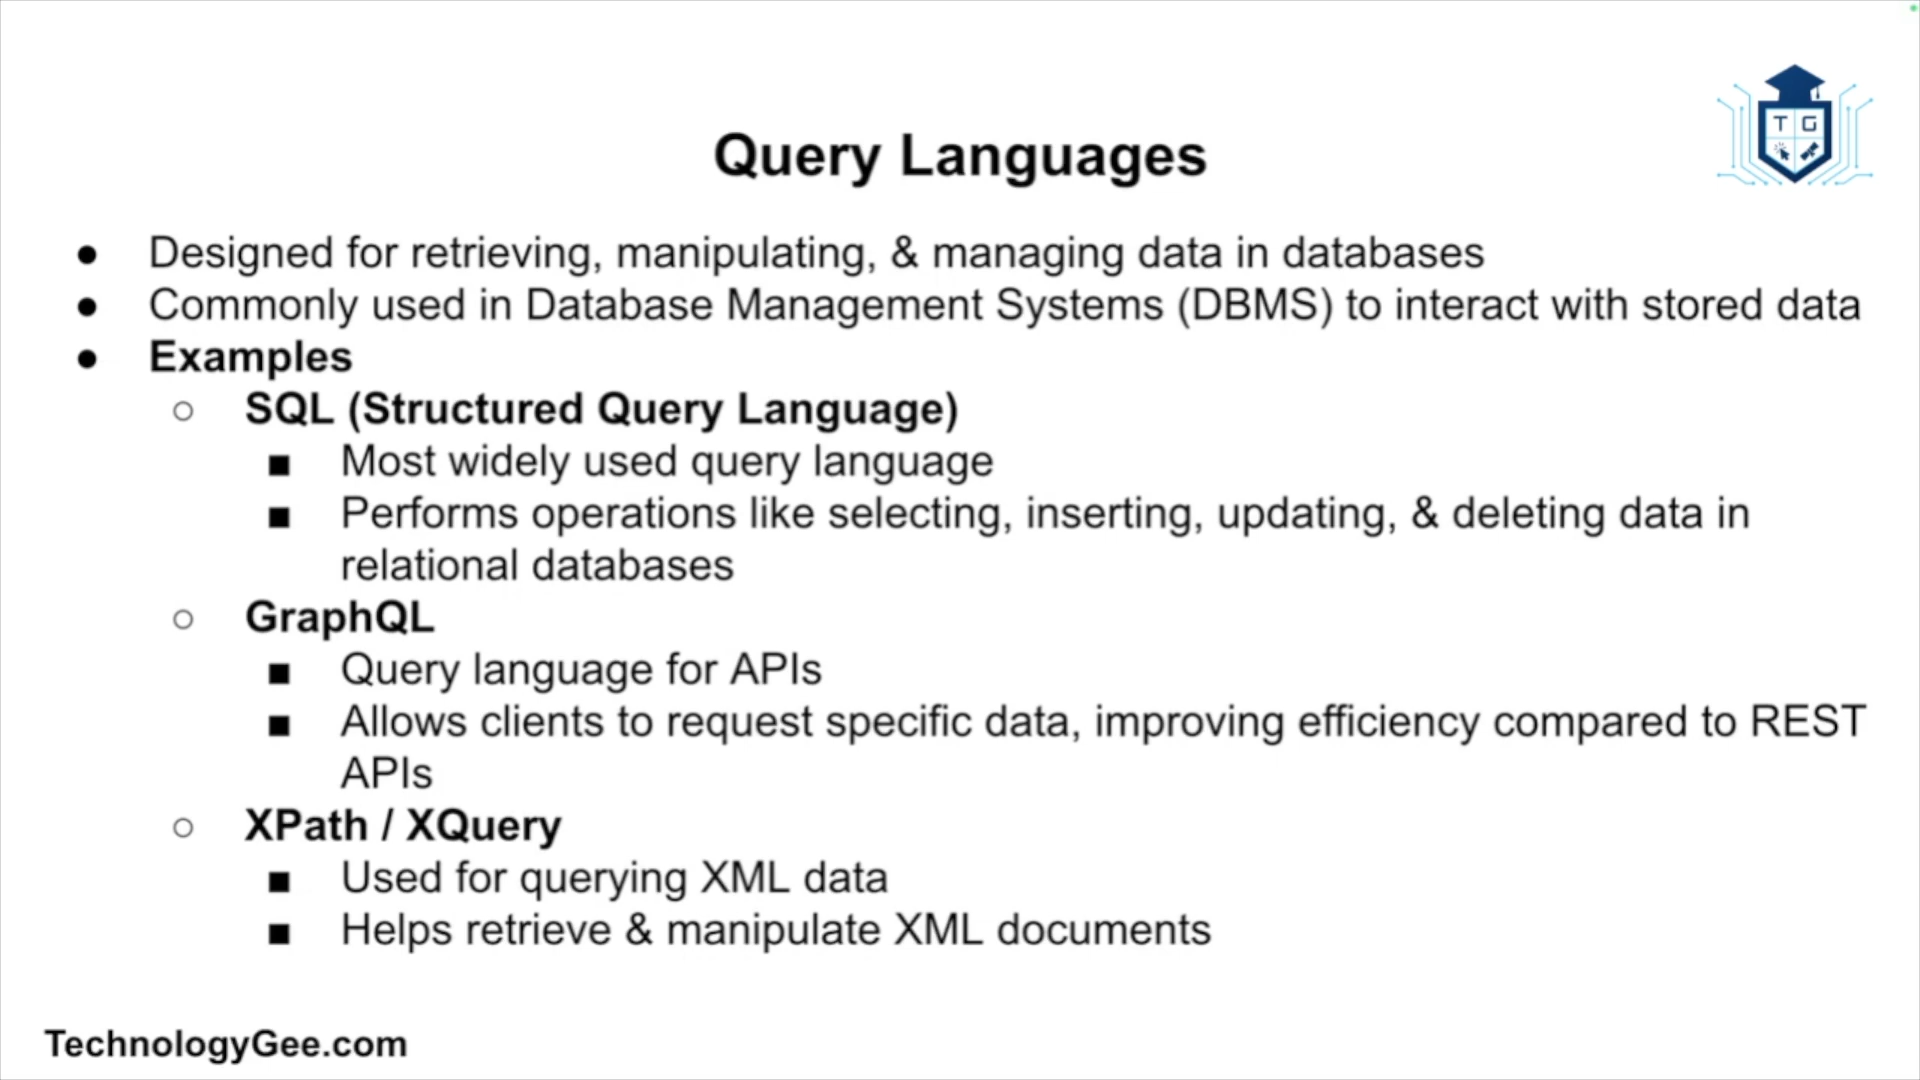 T G
Query Languages
● Designed for retrieving, manipulating, & managing data in databases
● Commonly used in Database Management Systems (DBMS) to interact with stored data
● Examples
○ SQL (Structured Query Language)
■ Most widely used query language
■ Performs operations like selecting, inserting, updating, & deleting data in
relational databases
○ GraphQL
■ Query language for APIs
■ Allows clients to request specific data, improving efficiency compared to REST
APIs
○ XPath / XQuery
■ Used for querying XML data
■ Helps retrieve & manipulate XML documents
TechnologyGee.com